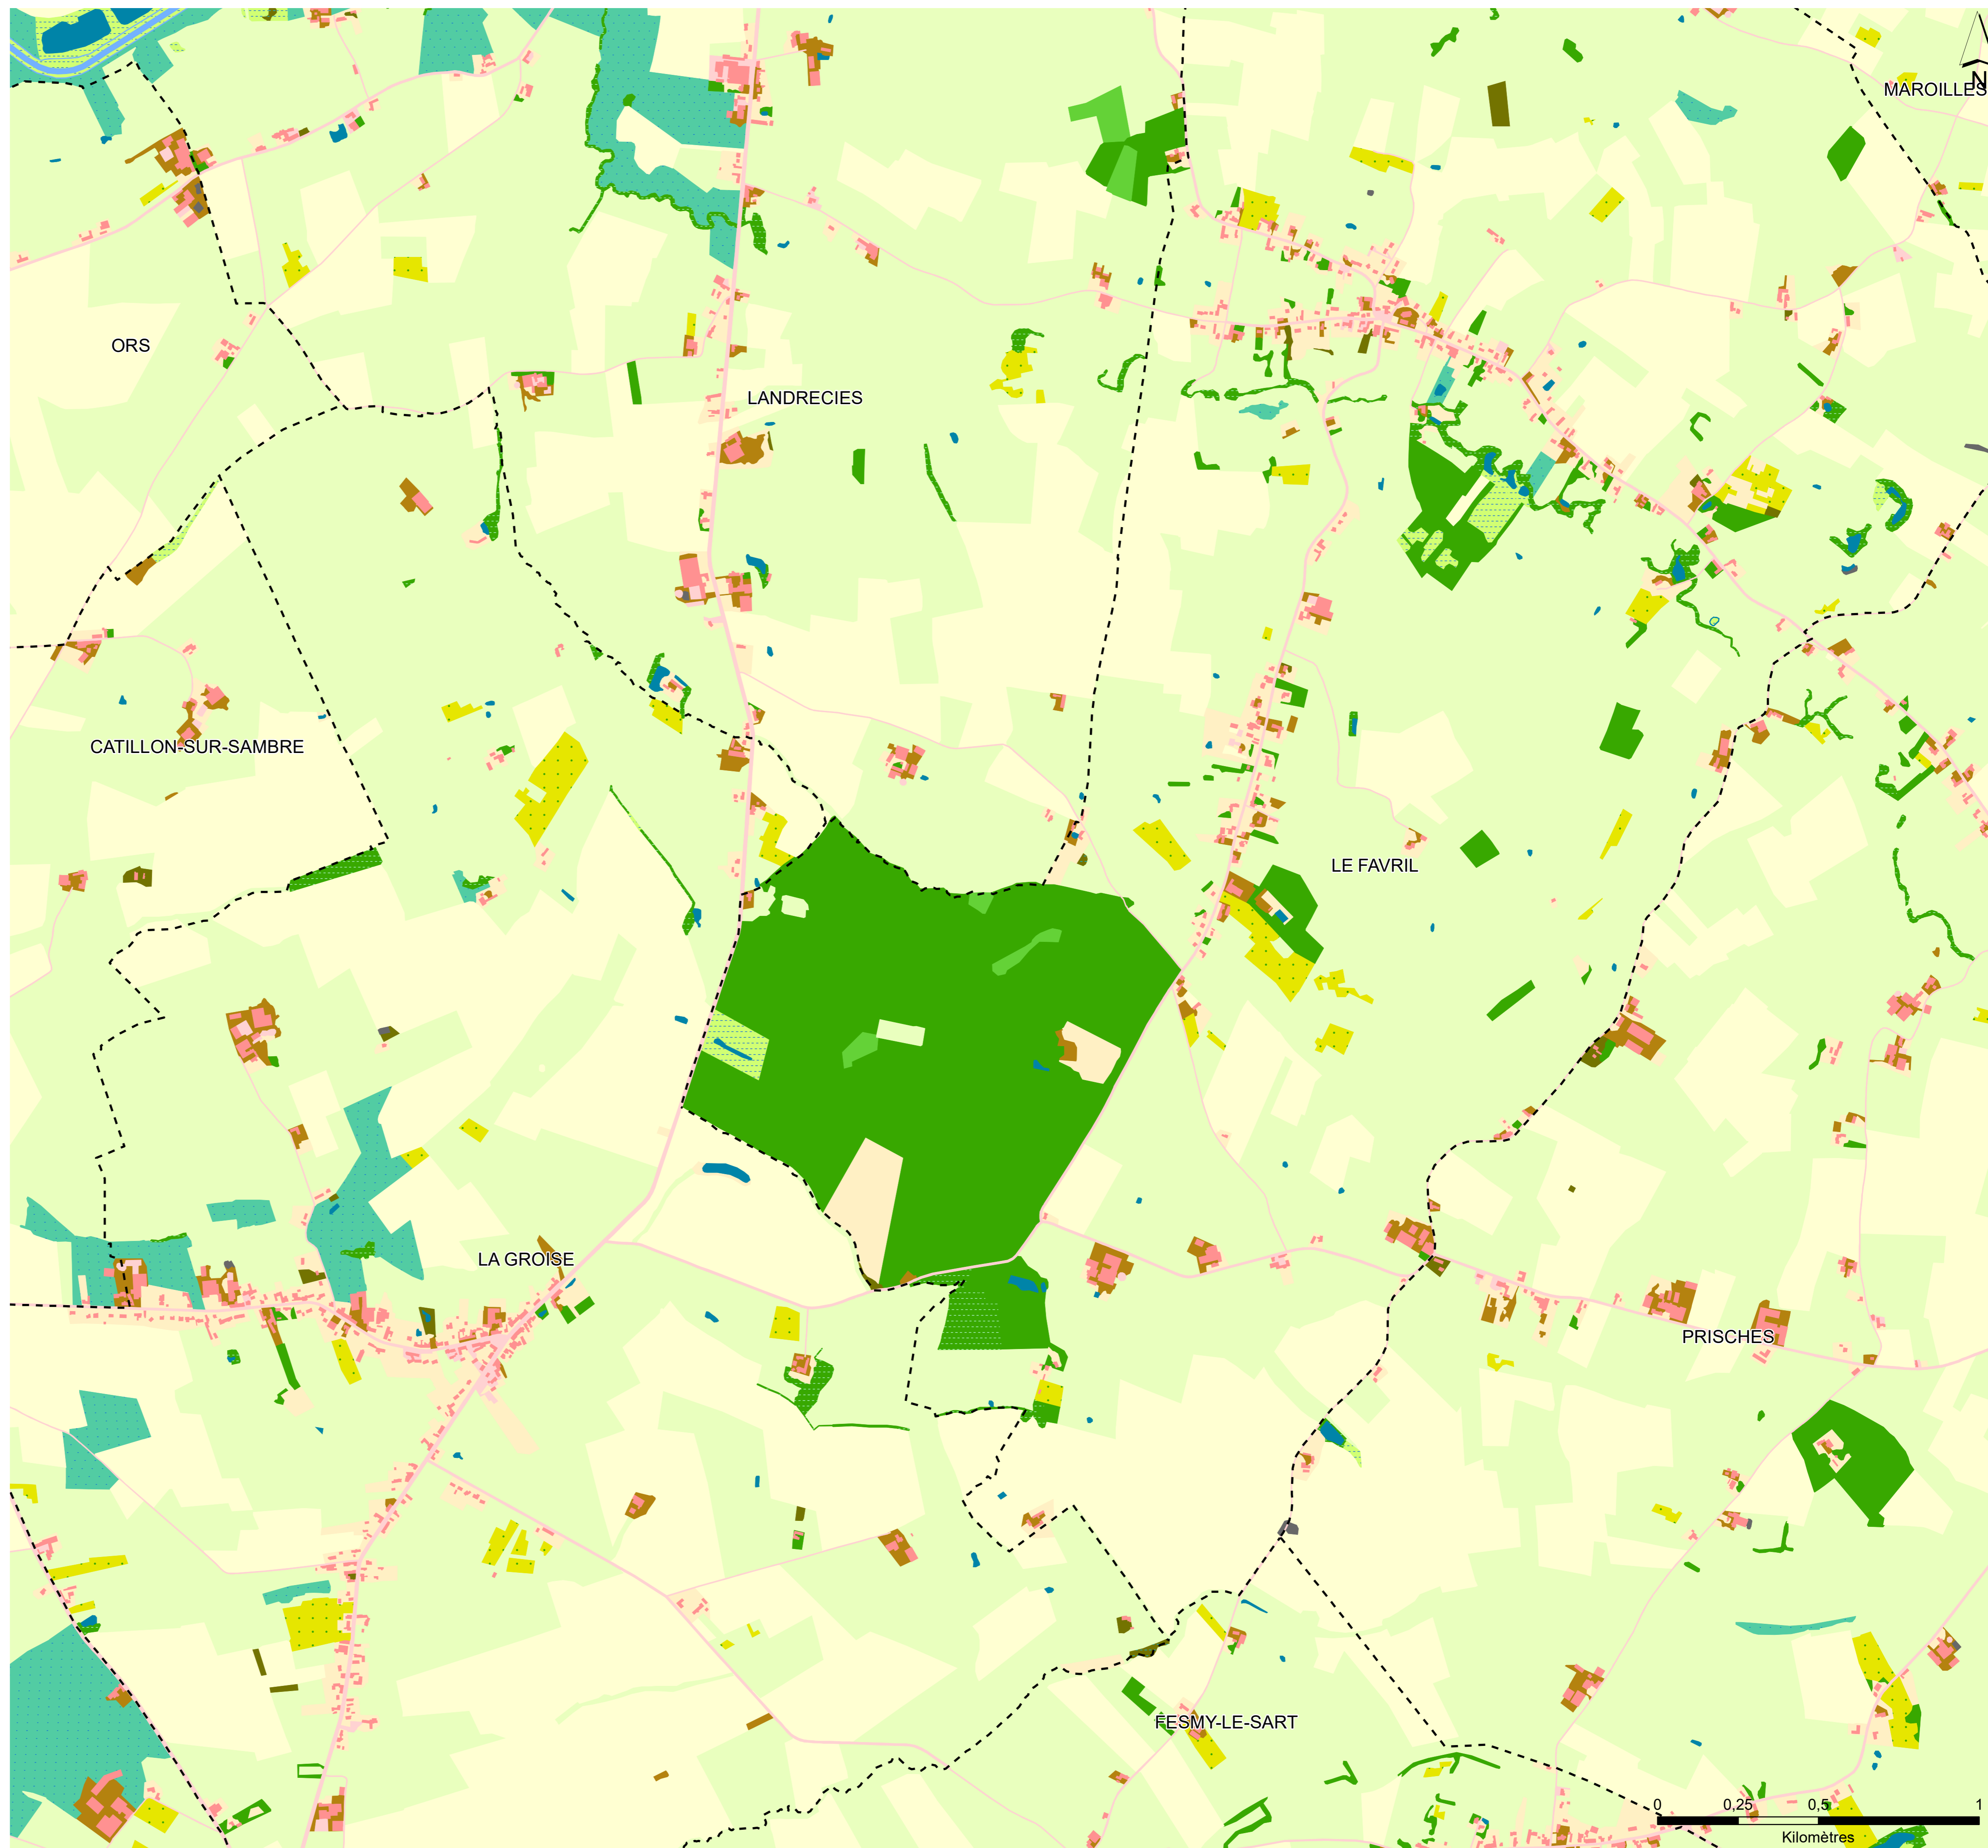 N
MAROILLES
ORS
LANDRECIES
CATILLON-SUR-SAMBRE
LE FAVRIL
LA GROISE
PRISCHES
FESMY-LE-SART
0 0,25 0,5 1
Kilomètres